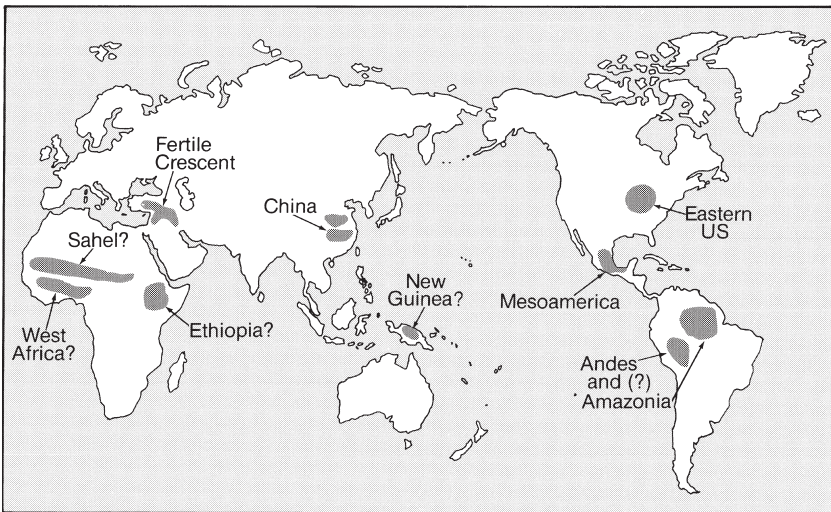 Fertile
Crescent
China
Sahel?
Eastern
US
New
Guinea?
Mesoamerica
West
Africa?
Ethiopia?
Andes
and (?)
Amazonia